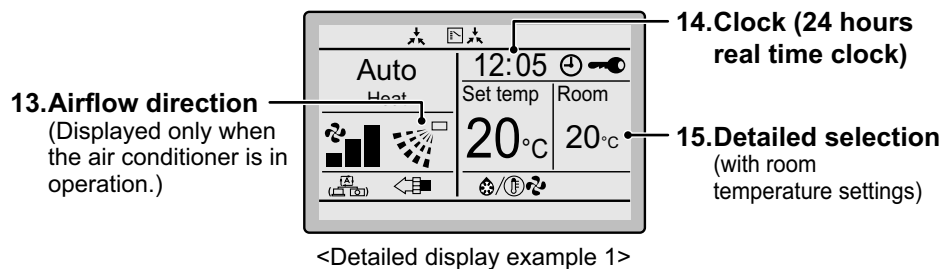 14.Clock (24 hours
real time clock)
12:05
Auto
Heat
Set temp
Room
20°C
20°C
13.Airflow direction
(Displayed only when
the air conditioner is in
operation.)
15.Detailed selection
(with room
temperature settings)
A
<Detailed display example 1>